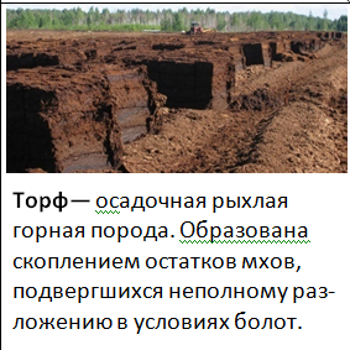 Торф— осадочная рыхлая
горная порода. Образована
скоплением остатков мхов,
подвергшихся неполному раз-
ложению в условиях болот.